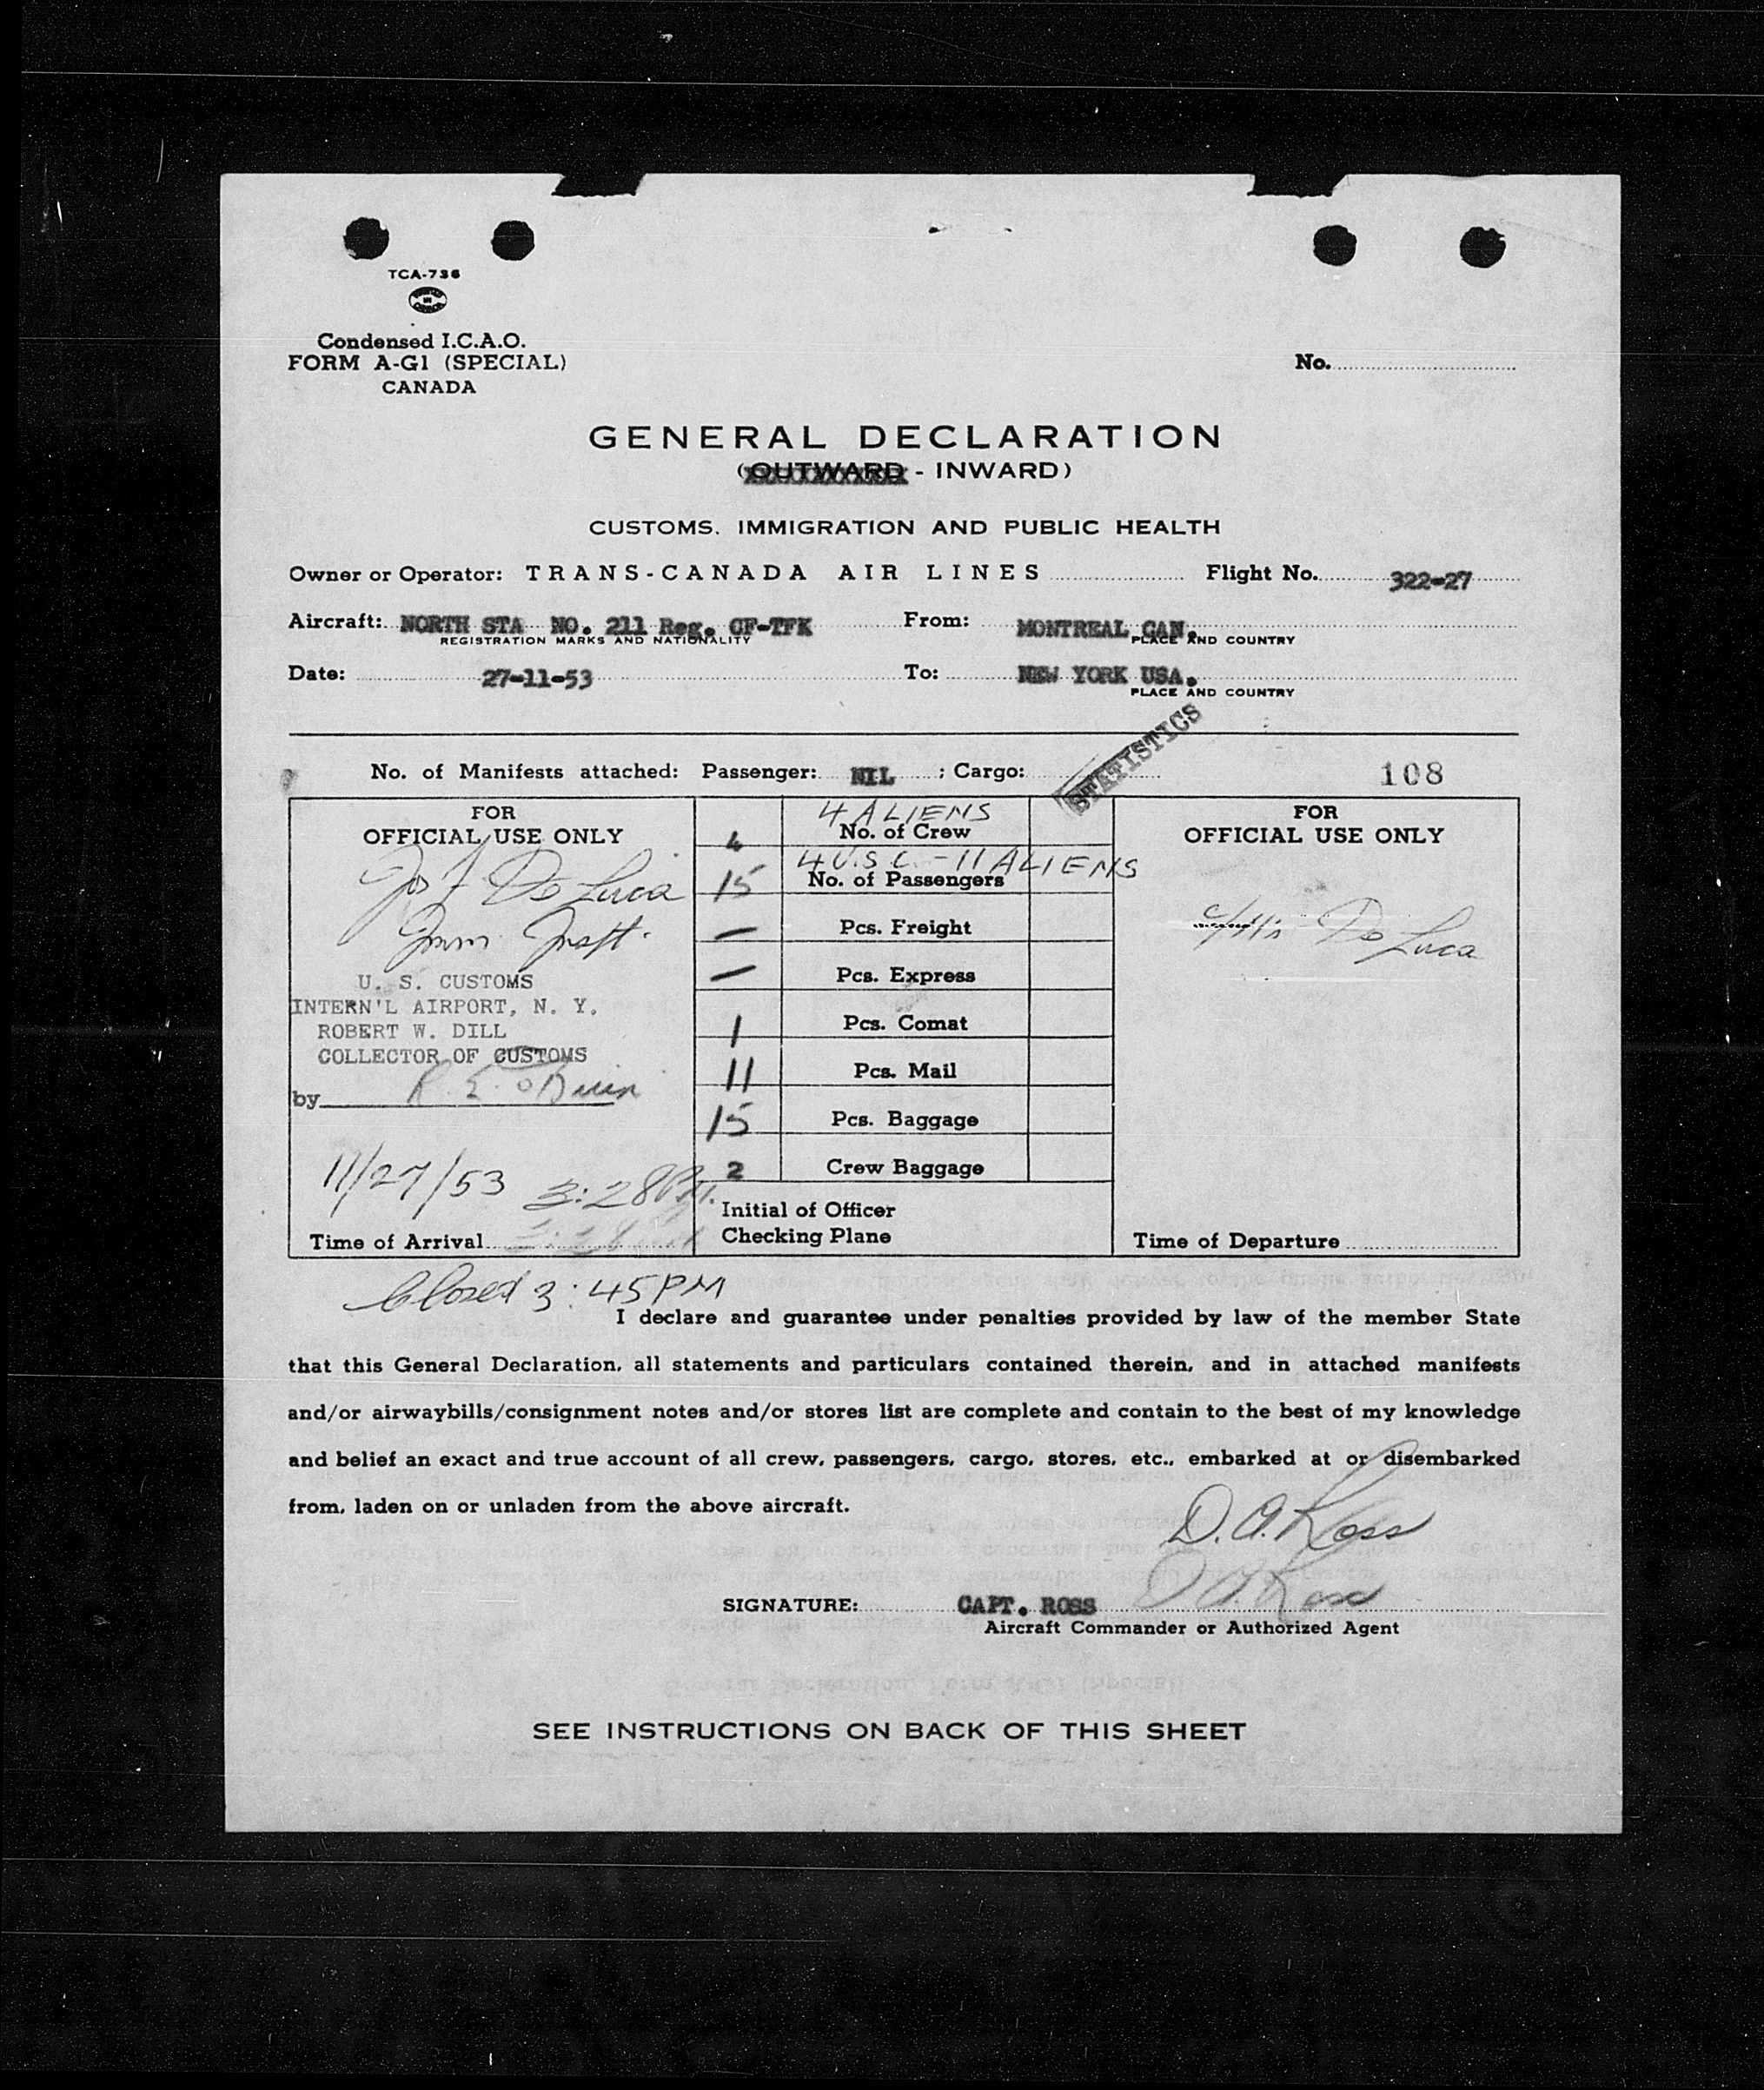 TCA-736
Condensed I.C.A.O.
FORM A-G1 (SPECIAL)
CANADA
No.
GENERAL DECLARATION
(OUTWARD - INWARD)
CUSTOMS, IMMIGRATION AND PUBLIC HEALTH
Owner or Operator: TRANS-CANADA AIR LINES Flight No. 322-27
Aircraft: NORTH STA NO. 211 Reg. CF-TFK From: MONTREAL CAN.
REGISTRATION MARKS AND NATIONALITY PLACE AND COUNTRY
Date: 27-11-53 To: NEW YORK USA.
PLACE AND COUNTRY
STATISTICS
No. of Manifests attached: Passenger: NIL ; Cargo: 108
FOR
OFFICIAL USE ONLY
De Luca
U. S. CUSTOMS
INTERN'L AIRPORT, N. Y.
ROBERT W. DILL
COLLECTOR OF CUSTOMS
by
11/27/53 3:28 PM.
Time of Arrival
4 ALIENS
4 No. of Crew
4 U.S.C. - 11 ALIENS
15 No. of Passengers
— Pcs. Freight
— Pcs. Express
1 Pcs. Comat
11 Pcs. Mail
15 Pcs. Baggage
2 Crew Baggage
Initial of Officer
Checking Plane
FOR
OFFICIAL USE ONLY
De Luca
Time of Departure
Closed 3:45 PM
I declare and guarantee under penalties provided by law of the member State
that this General Declaration, all statements and particulars contained therein, and in attached manifests
and/or airwaybills/consignment notes and/or stores list are complete and contain to the best of my knowledge
and belief an exact and true account of all crew, passengers, cargo, stores, etc., embarked at or disembarked
from, laden on or unladen from the above aircraft.
D. A. Ross
SIGNATURE: CAPT. ROSS D A Ross
Aircraft Commander or Authorized Agent
SEE INSTRUCTIONS ON BACK OF THIS SHEET